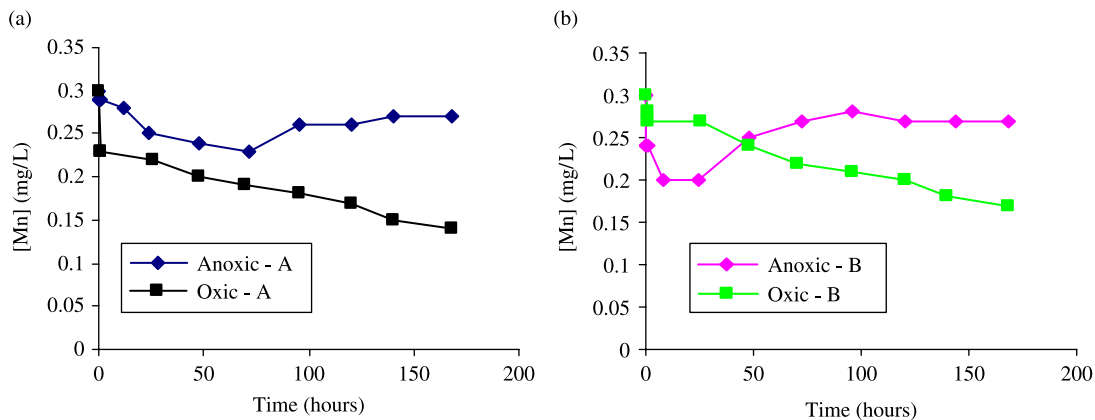 (a)
0.35
0.3
0.25
0.2
0.15
0.1
0.05
0
[Mn] (mg/L)
Anoxic - A
Oxic - A
0 50 100 150 200
Time (hours)
(b)
0.35
0.3
0.25
0.2
0.15
0.1
0.05
0
[Mn] (mg/L)
Anoxic - B
Oxic - B
0 50 100 150 200
Time (hours)